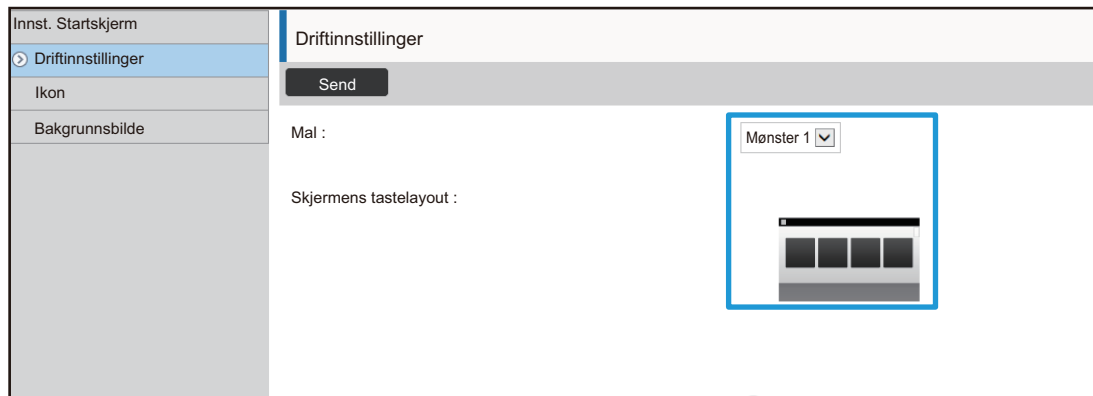 Innst. Startskjerm
Driftinnstillinger
Ikon
Bakgrunnsbilde
Driftinnstillinger
Send
Mal :
Mønster 1
Skjermens tastelayout :